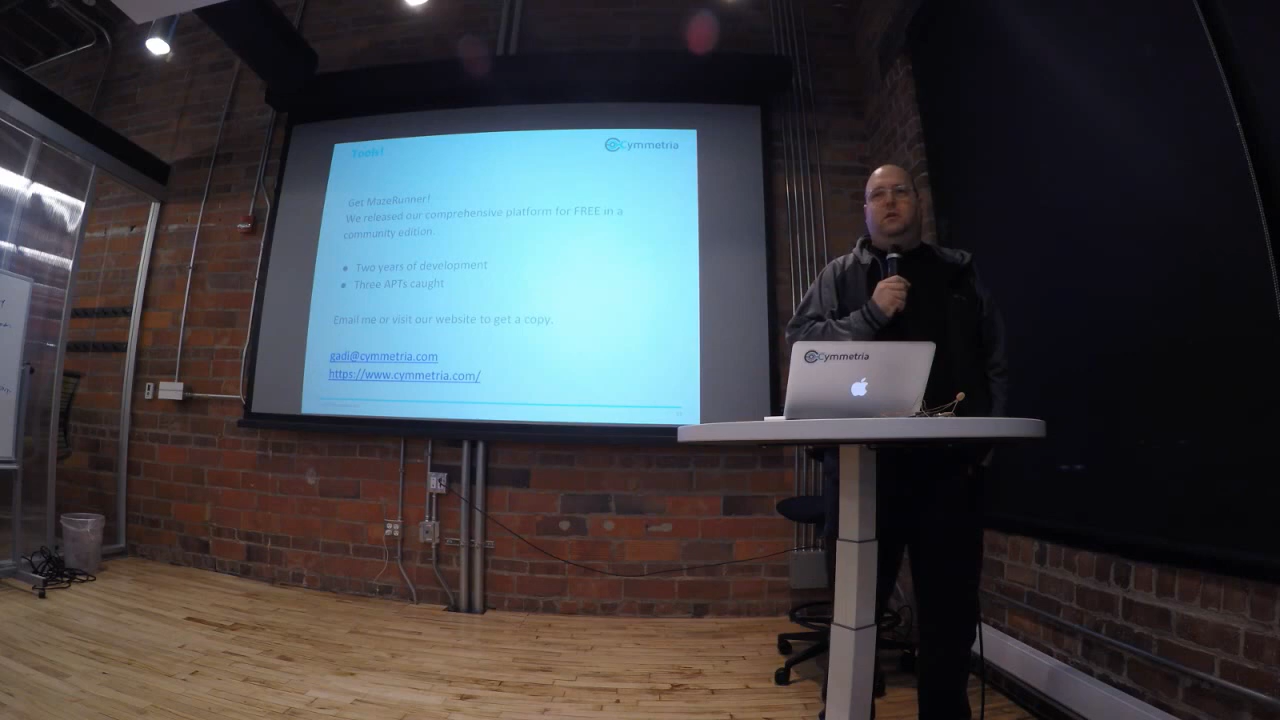 Tools!
Cymmetria
Get MazeRunner!
We released our comprehensive platform for FREE in a
community edition.
● Two years of development
● Three APTs caught
Email me or visit our website to get a copy.
gadi@cymmetria.com
https://www.cymmetria.com/
Cymmetria